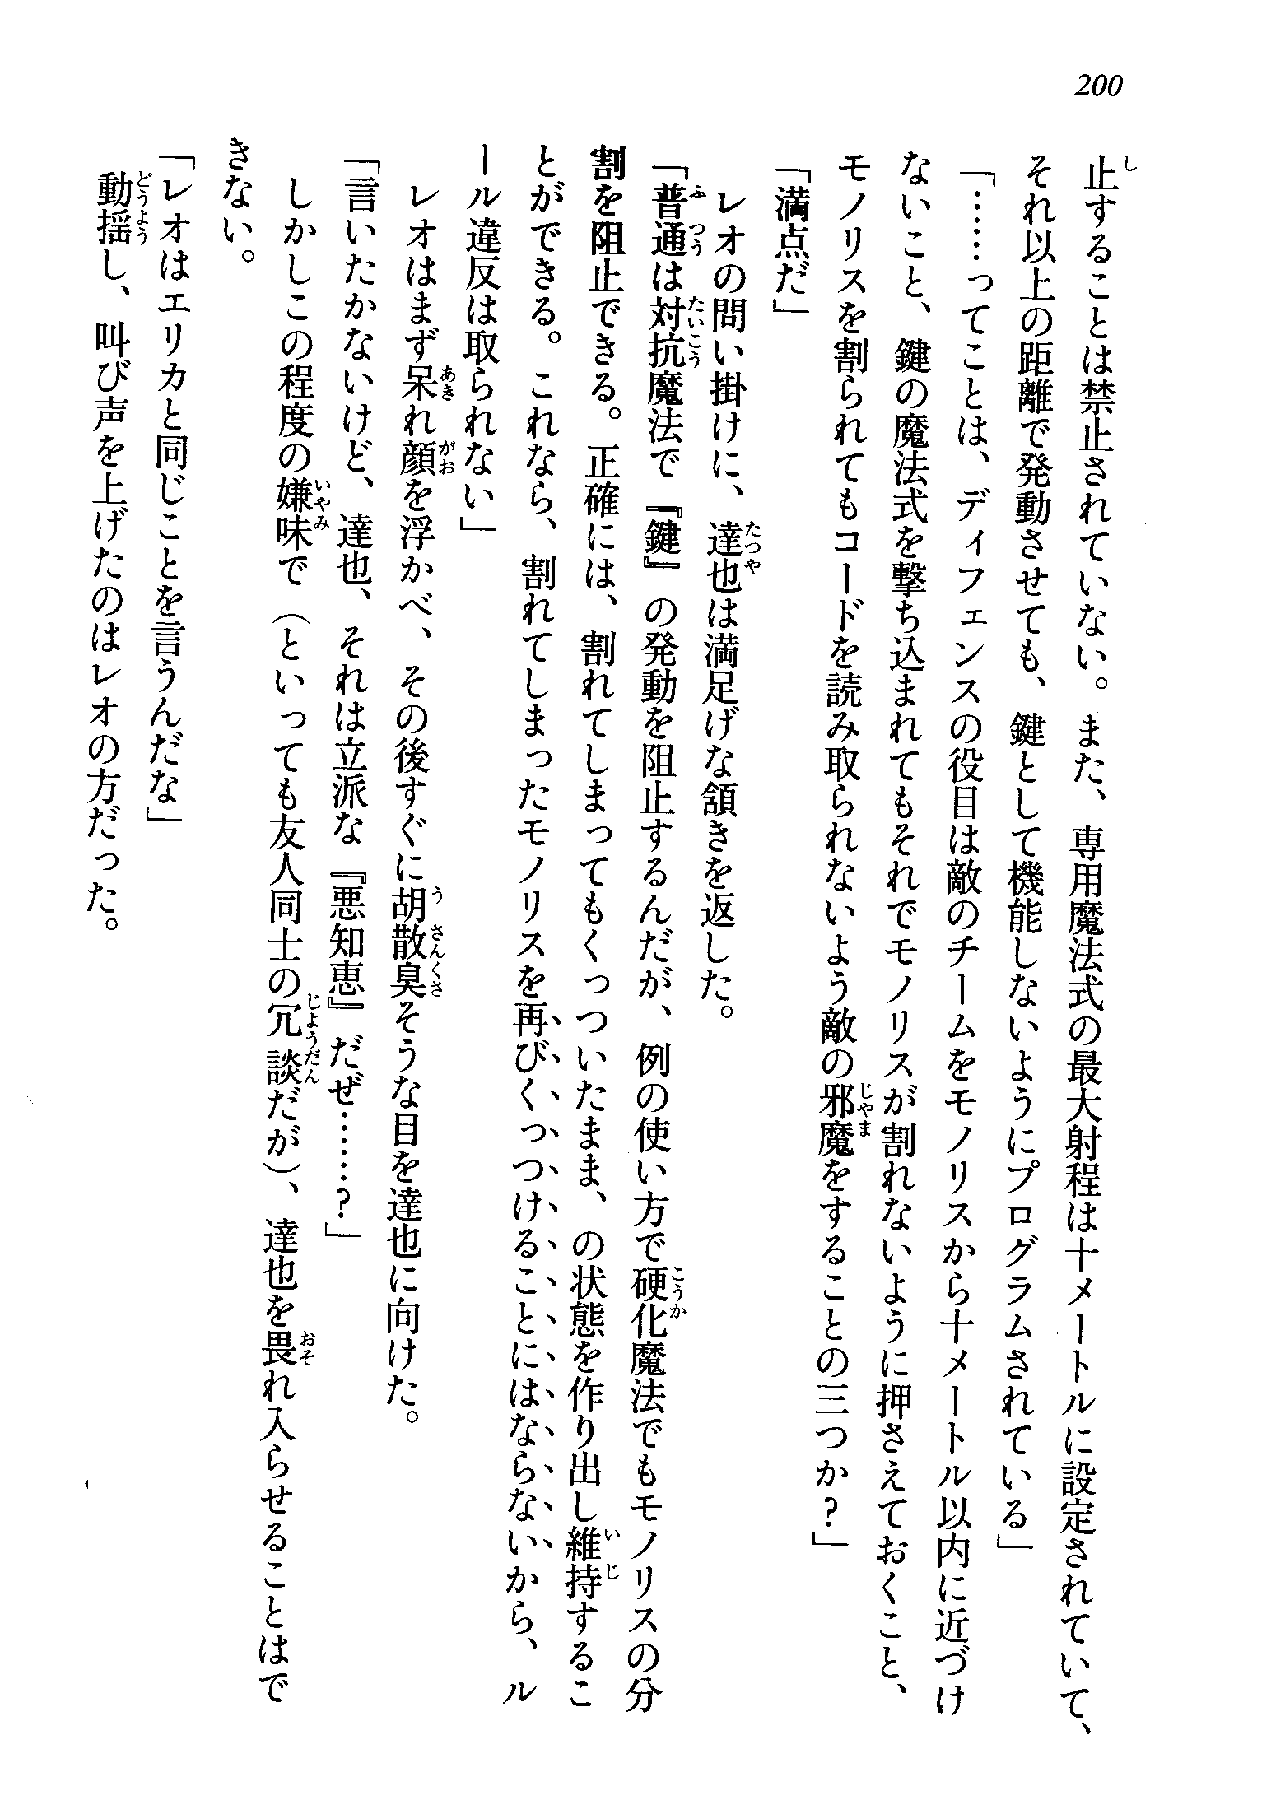 200
止することは禁止されていない。また、専用魔法式の最大射程は十メートルに設定されていて、
それ以上の距離で発動させても、鍵として機能しないようにプログラムされている」
「……ってことは、ディフェンスの役目は敵のチームをモノリスから十メートル以内に近づけ
ないこと、鍵の魔法式を撃ち込まれてもそれでモノリスが割れないように押さえておくこと、
モノリスを割られてもコードを読み取られないよう敵の邪魔をすることの三つか？」
「満点だ」
レオの問い掛けに、達也は満足げな頷きを返した。
「普通は対抗魔法で『鍵』の発動を阻止するんだが、例の使い方で硬化魔法でもモノリスの分
割を阻止できる。正確には、割れてしまってもくっついたまま、の状態を作り出し維持するこ
とができる。これなら、割れてしまったモノリスを再びくっつけることにはならないから、ル
ール違反は取られない」
レオはまず呆れ顔を浮かべ、その後すぐに胡散臭そうな目を達也に向けた。
「言いたかないけど、達也、それは立派な『悪知恵』だぜ……？」
しかしこの程度の嫌味で（といっても友人同士の冗談だが）、達也を畏れ入らせることはで
きない。
「レオはエリカと同じことを言うんだな」
動揺し、叫び声を上げたのはレオの方だった。